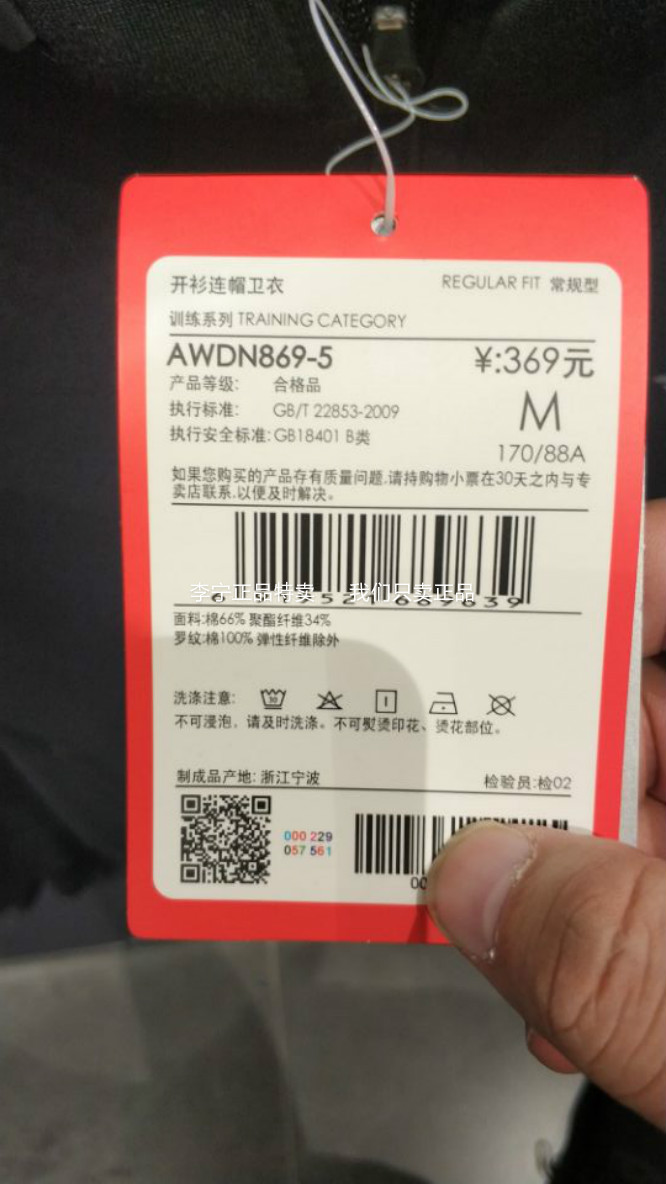 开衫连帽卫衣 REGULAR FIT 常规型
训练系列 TRAINING CATEGORY
AWDN869-5 ¥:369元
产品等级: 合格品
执行标准: GB/T 22853-2009 M
执行安全标准:GB18401 B类
170/88A
如果您购买的产品存有质量问题,请持购物小票在30天之内与专
卖店联系,以便及时解决。
李宁正品特卖 我们只卖正品
面料:棉66% 聚酯纤维34%
罗纹:棉100% 弹性纤维除外
洗涤注意:
不可浸泡，请及时洗涤。不可熨烫印花、烫花部位。
制成品产地: 浙江宁波 检验员:检02
000 229
057 561